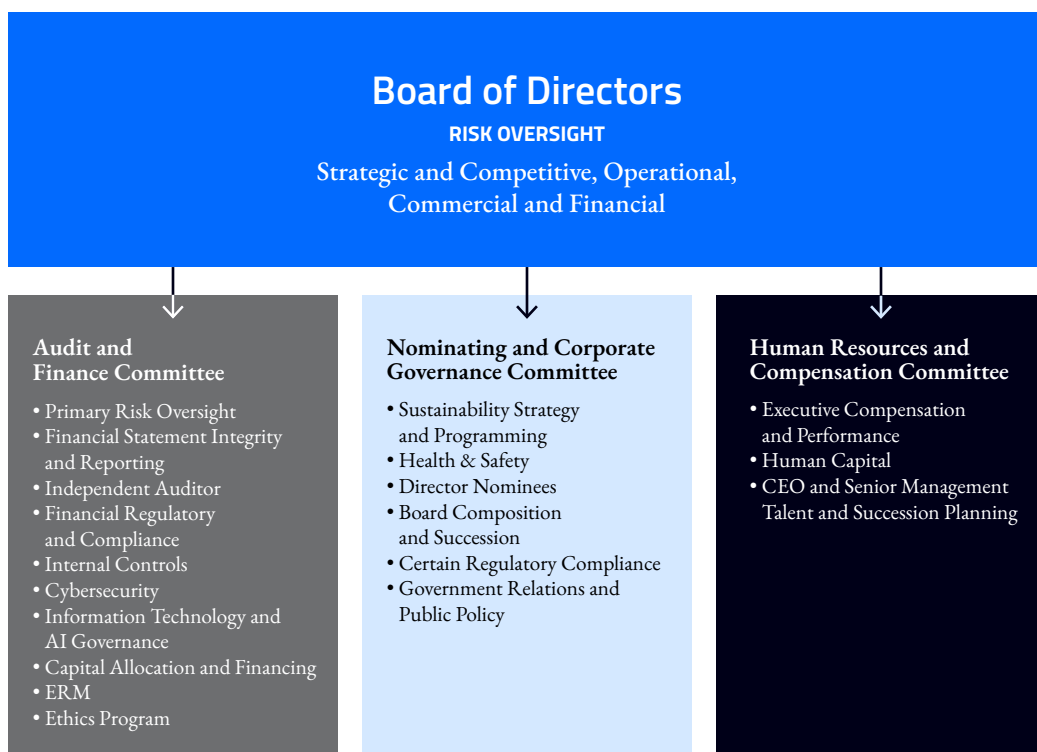 Board of Directors
RISK OVERSIGHT
Strategic and Competitive, Operational,
Commercial and Financial
Audit and
Finance Committee
• Primary Risk Oversight
• Financial Statement Integrity
and Reporting
• Independent Auditor
• Financial Regulatory
and Compliance
• Internal Controls
• Cybersecurity
• Information Technology and
AI Governance
• Capital Allocation and Financing
• ERM
• Ethics Program
Nominating and Corporate
Governance Committee
• Sustainability Strategy
and Programming
• Health & Safety
• Director Nominees
• Board Composition
and Succession
• Certain Regulatory Compliance
• Government Relations and
Public Policy
Human Resources and
Compensation Committee
• Executive Compensation
and Performance
• Human Capital
• CEO and Senior Management
Talent and Succession Planning